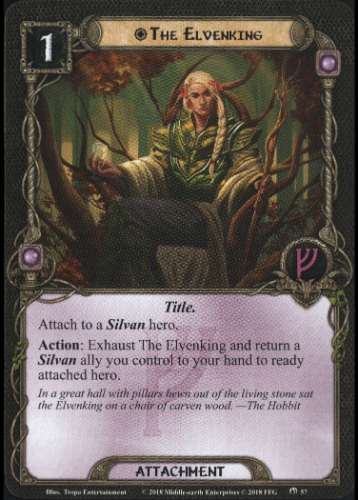 1
The Elvenking
Title.
Attach to a Silvan hero.
Action: Exhaust The Elvenking and return a
Silvan ally you control to your hand to ready
attached hero.
In a great hall with pillars hewn out of the living stone sat
the Elvenking on a chair of carven wood. —The Hobbit
Illus. Tropa Entertainment © 2018 Middle-earth Enterprises © 2018 FFG 57
ATTACHMENT